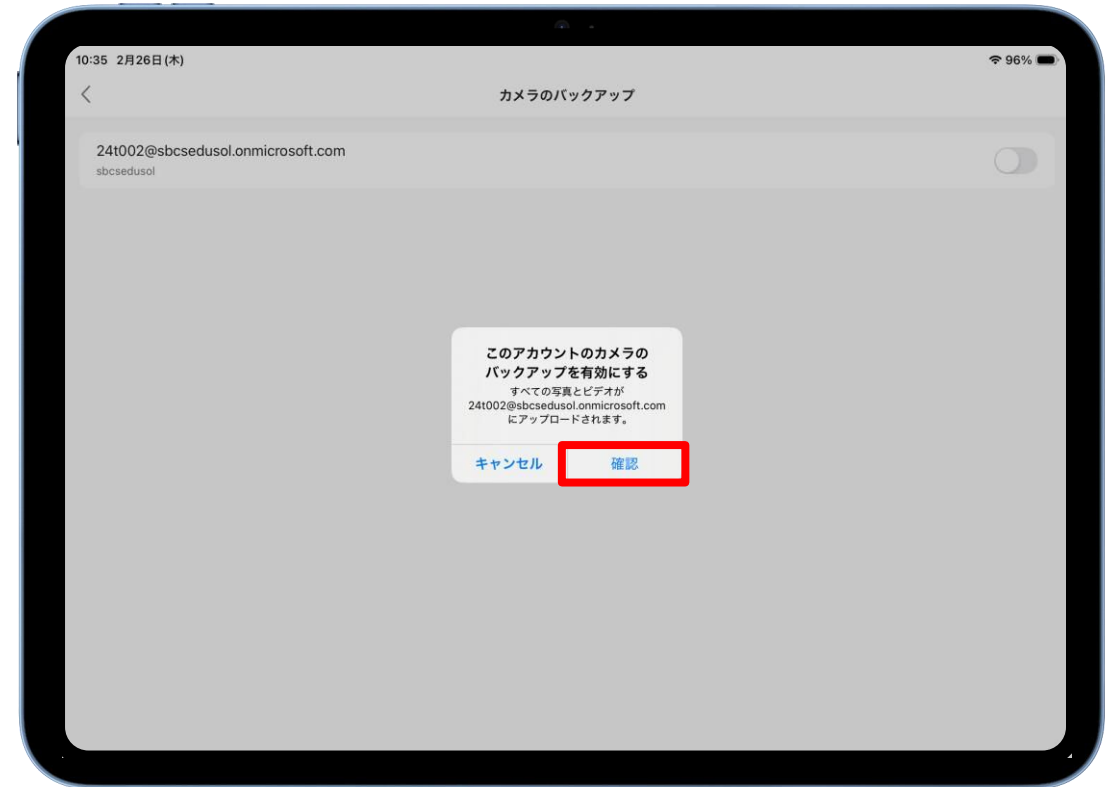 10:35 2月26日(木)
96%
カメラのバックアップ
24t002@sbcsedusol.onmicrosoft.com
sbcsedusol
このアカウントのカメラの
バックアップを有効にする
すべての写真とビデオが
24t002@sbcsedusol.onmicrosoft.com
にアップロードされます。
キャンセル
確認